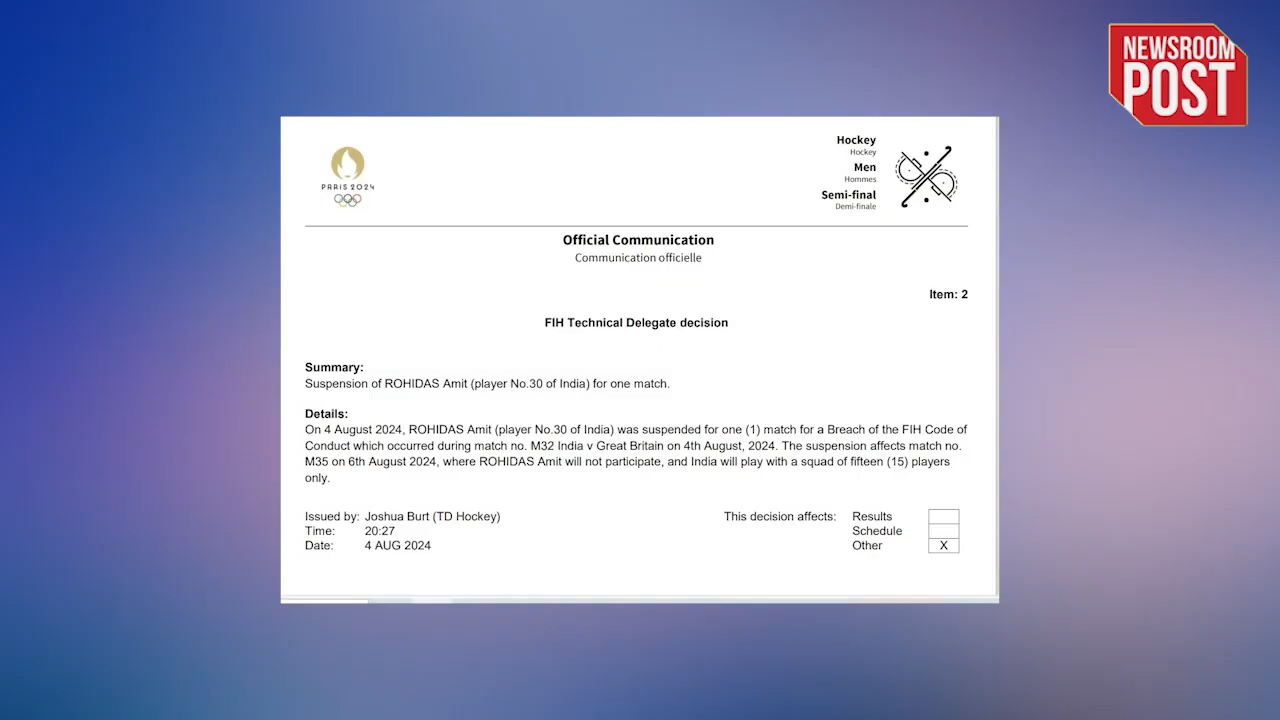 NEWSROOM
POST
PARIS 2024
Hockey
Hockey
Men
Hommes
Semi-final
Demi-finale
Official Communication
Communication officielle
Item: 2
FIH Technical Delegate decision
Summary:
Suspension of ROHIDAS Amit (player No.30 of India) for one match.
Details:
On 4 August 2024, ROHIDAS Amit (player No.30 of India) was suspended for one (1) match for a Breach of the FIH Code of
Conduct which occurred during match no. M32 India v Great Britain on 4th August, 2024. The suspension affects match no.
M35 on 6th August 2024, where ROHIDAS Amit will not participate, and India will play with a squad of fifteen (15) players
only.
Issued by: Joshua Burt (TD Hockey) This decision affects: Results
Time: 20:27 Schedule
Date: 4 AUG 2024 Other X